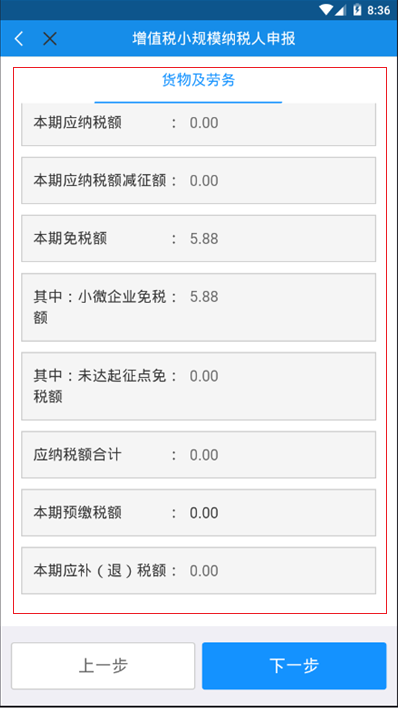 8:36
增值税小规模纳税人申报
货物及劳务
本期应纳税额 ： 0.00
本期应纳税额减征额： 0.00
本期免税额 ： 5.88
其中：小微企业免税： 5.88
额
其中：未达起征点免： 0.00
税额
应纳税额合计 ： 0.00
本期预缴税额 ： 0.00
本期应补（退）税额： 0.00
上一步 下一步